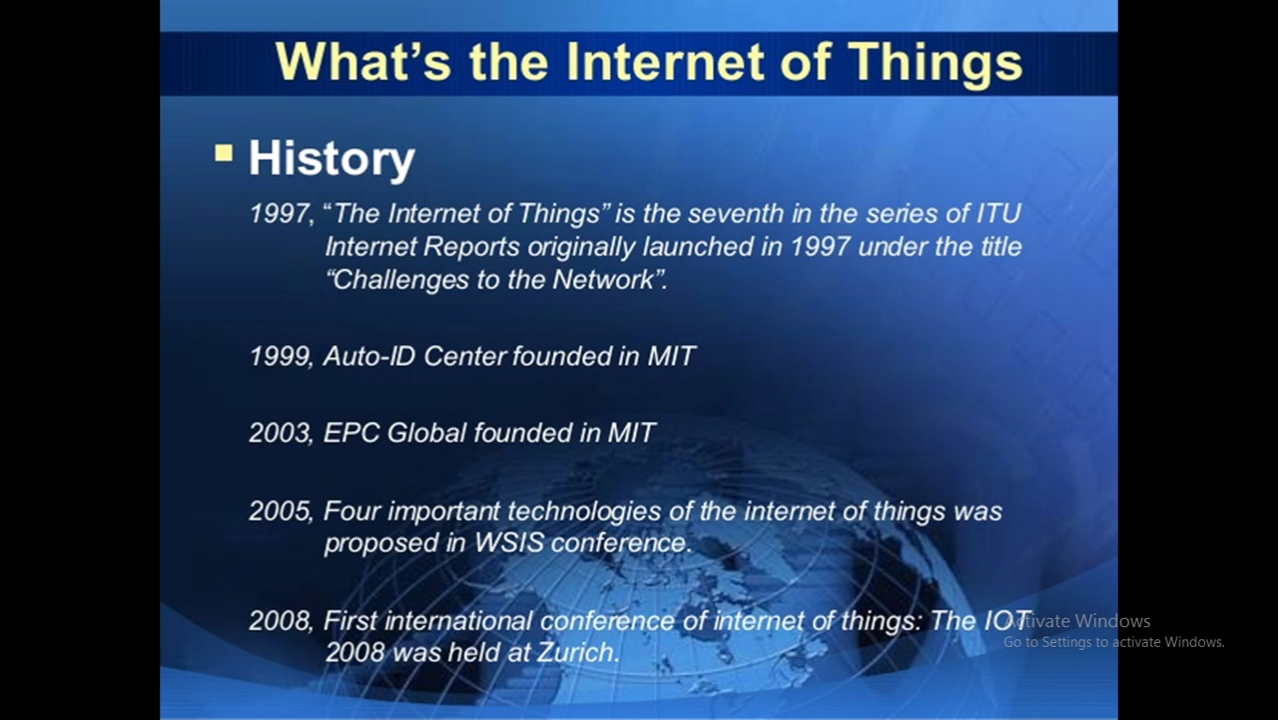 What’s the Internet of Things
History
1997, “The Internet of Things” is the seventh in the series of ITU
Internet Reports originally launched in 1997 under the title
“Challenges to the Network”.
1999, Auto-ID Center founded in MIT
2003, EPC Global founded in MIT
2005, Four important technologies of the internet of things was
proposed in WSIS conference.
2008, First international conference of internet of things: The IOT
2008 was held at Zurich.
Activate Windows
Go to Settings to activate Windows.